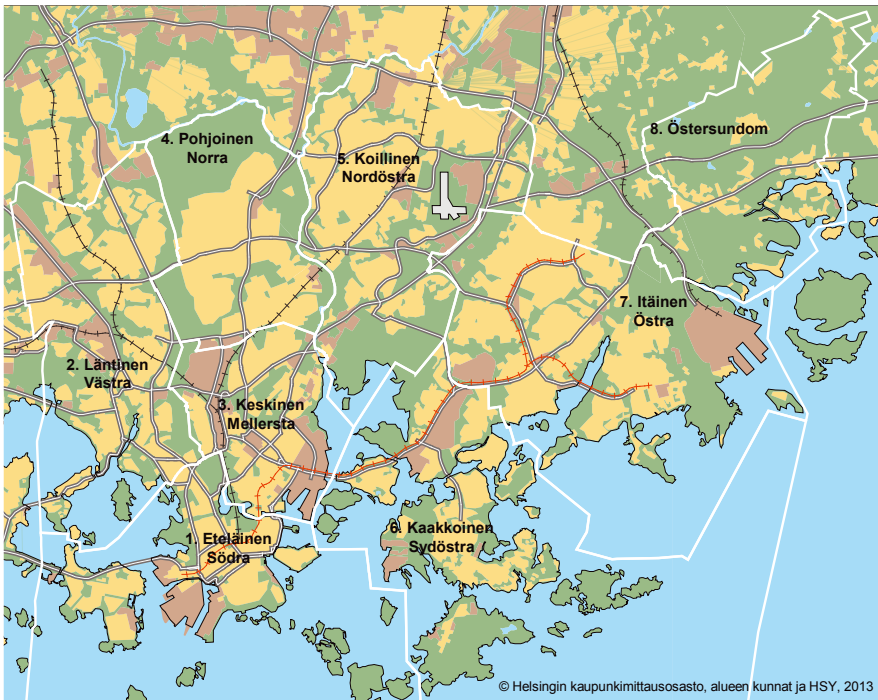 8. Östersundom
4. Pohjoinen
Norra
5. Koillinen
Nordöstra
7. Itäinen
Östra
2. Läntinen
Västra
3. Keskinen
Mellersta
6. Kaakkoinen
Sydöstra
1. Eteläinen
Södra
© Helsingin kaupunkimittausosasto, alueen kunnat ja HSY, 2013